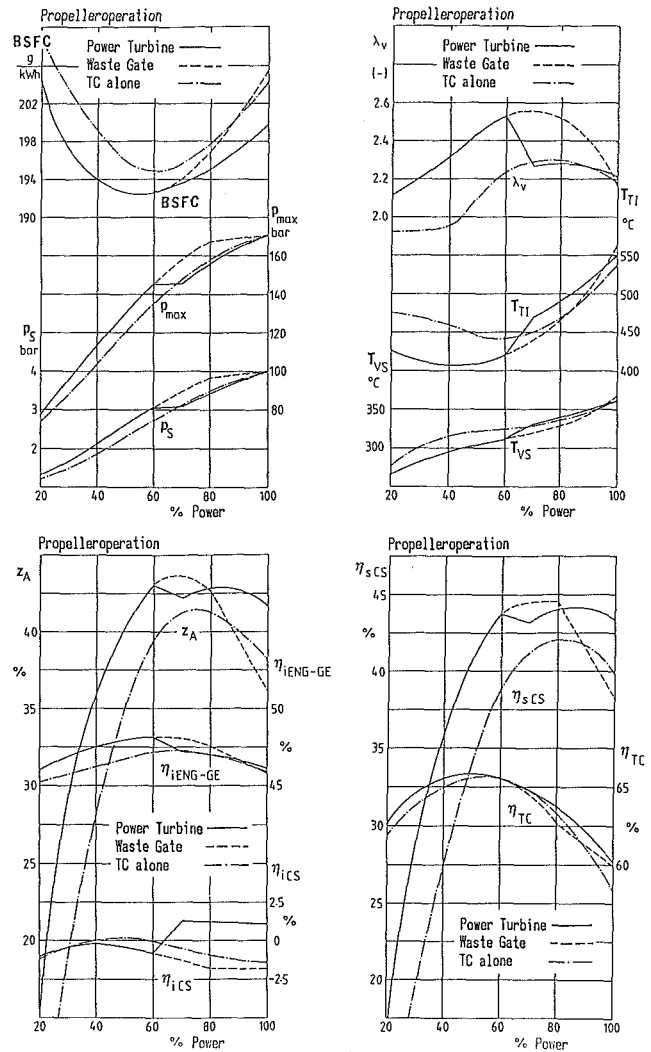 Propelleroperation
BSFC
g
kwh
Power Turbine
Waste Gate
TC alone
202
198
194
190
BSFC
p_max
bar
160
140
120
100
80
p_max
p_S
bar
4
3
2
p_S
20 40 60 80 100
% Power
Propelleroperation
λ_v
(-)
Power Turbine
Waste Gate
TC alone
2.6
2.4
2.2
2.0
λ_v
T_TI
°C
550
500
450
400
T_TI
T_VS
°C
350
300
T_VS
20 40 60 80 100
% Power
Propelleroperation
z_A
40
%
35
30
25
20
z_A
η_iENG-GE
50
%
45
η_iENG-GE
Power Turbine
Waste Gate
TC alone
η_iCS
2.5
%
0
-2.5
η_iCS
20 40 60 80 100
% Power
Propelleroperation
η_sCS
45
%
40
35
30
25
20
η_sCS
η_TC
65
%
60
η_TC
Power Turbine
Waste Gate
TC alone
20 40 60 80 100
% Power